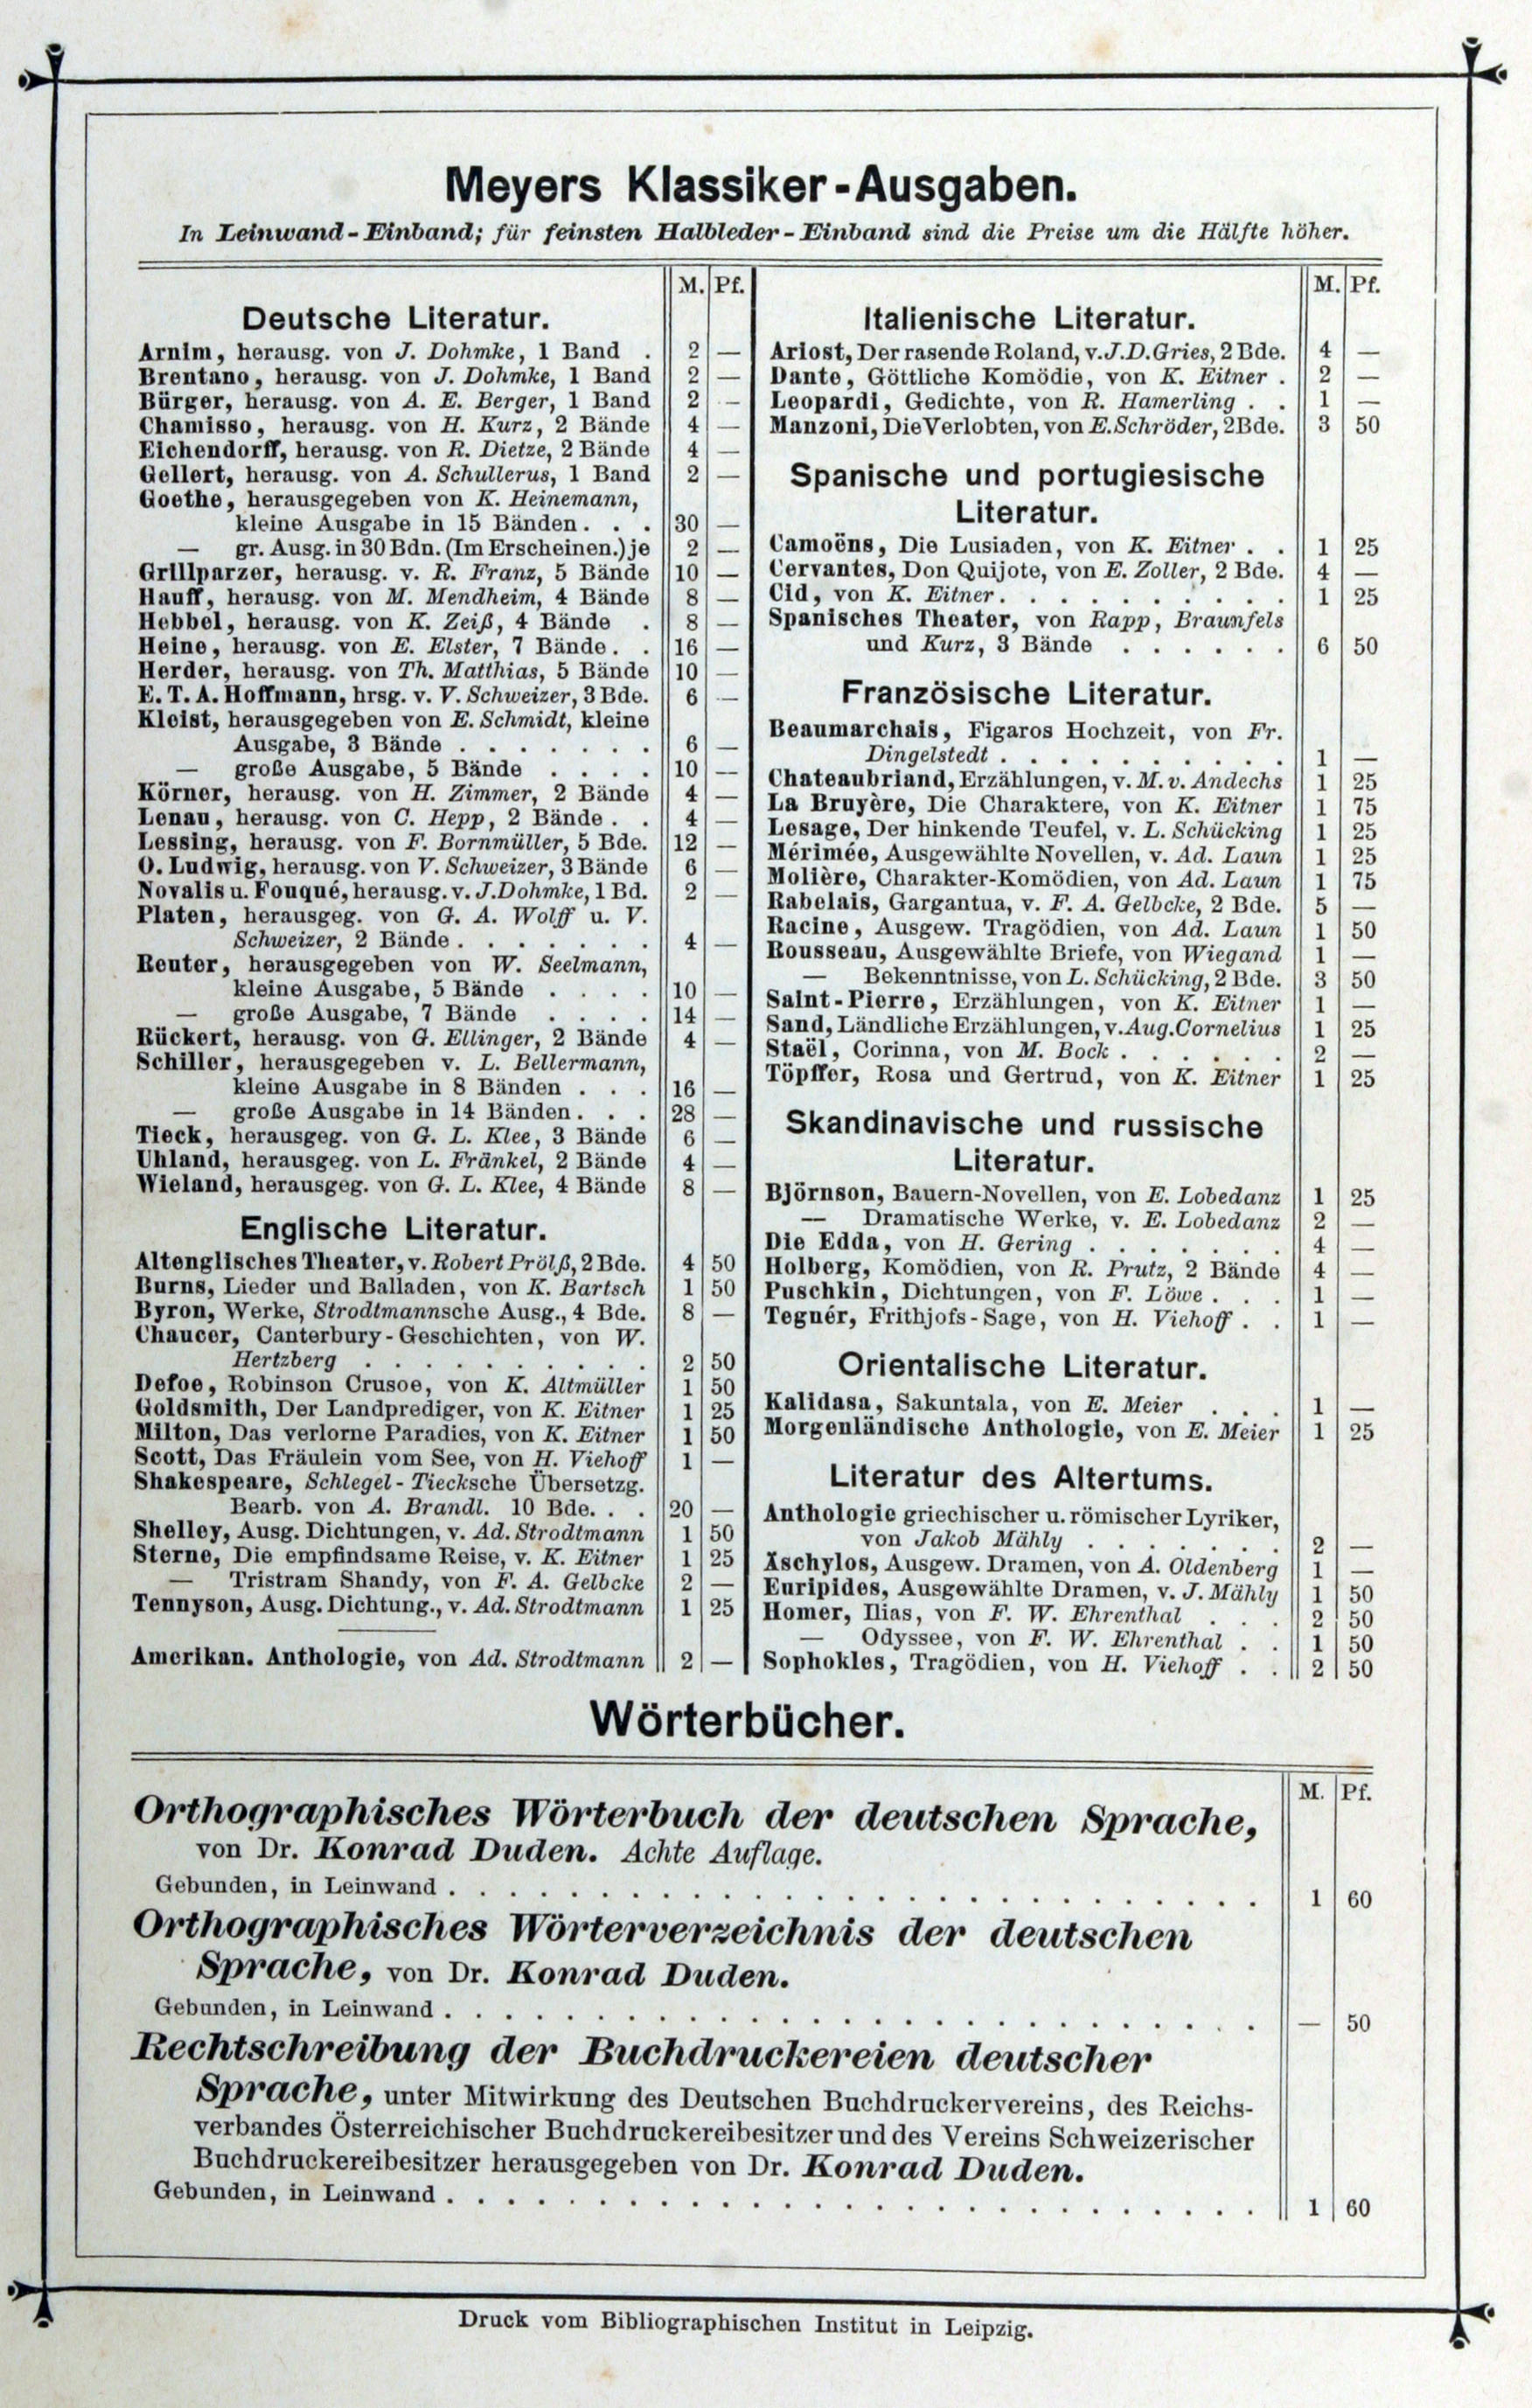 Meyers Klassiker-Ausgaben.
In Leinwand-Einband; für feinsten Halbleder-Einband sind die Preise um die Hälfte höher.
M. Pf.
Deutsche Literatur.
Arnim, herausg. von J. Dohmke, 1 Band . 2 —
Brentano, herausg. von J. Dohmke, 1 Band 2 —
Bürger, herausg. von A. E. Berger, 1 Band 2 —
Chamisso, herausg. von H. Kurz, 2 Bände 4 —
Eichendorff, herausg. von R. Dietze, 2 Bände 4 —
Gellert, herausg. von A. Schullerus, 1 Band 2 —
Goethe, herausgegeben von K. Heinemann,
kleine Ausgabe in 15 Bänden . . . 30 —
— gr. Ausg. in 30 Bdn. (Im Erscheinen.) je 2 —
Grillparzer, herausg. v. R. Franz, 5 Bände 10 —
Hauff, herausg. von M. Mendheim, 4 Bände 8 —
Hebbel, herausg. von K. Zeiß, 4 Bände . 8 —
Heine, herausg. von E. Elster, 7 Bände . . 16 —
Herder, herausg. von Th. Matthias, 5 Bände 10 —
E. T. A. Hoffmann, hrsg. v. V. Schweizer, 3 Bde. 6 —
Kleist, herausgegeben von E. Schmidt, kleine
Ausgabe, 3 Bände . . . . . . . 6 —
— große Ausgabe, 5 Bände . . . . 10 —
Körner, herausg. von H. Zimmer, 2 Bände 4 —
Lenau, herausg. von C. Hepp, 2 Bände . . 4 —
Lessing, herausg. von F. Bornmüller, 5 Bde. 12 —
O. Ludwig, herausg. von V. Schweizer, 3 Bände 6 —
Novalis u. Fouqué, herausg. v. J. Dohmke, 1 Bd. 2 —
Platen, herausgeg. von G. A. Wolff u. V.
Schweizer, 2 Bände . . . . . . . 4 —
Reuter, herausgegeben von W. Seelmann,
kleine Ausgabe, 5 Bände . . . . 10 —
— große Ausgabe, 7 Bände . . . . 14 —
Rückert, herausg. von G. Ellinger, 2 Bände 4 —
Schiller, herausgegeben v. L. Bellermann,
kleine Ausgabe in 8 Bänden . . . 16 —
— große Ausgabe in 14 Bänden . . . 28 —
Tieck, herausgeg. von G. L. Klee, 3 Bände 6 —
Uhland, herausgeg. von L. Fränkel, 2 Bände 4 —
Wieland, herausgeg. von G. L. Klee, 4 Bände 8 —
Englische Literatur.
Altenglisches Theater, v. Robert Prölß, 2 Bde. 4 50
Burns, Lieder und Balladen, von K. Bartsch 1 50
Byron, Werke, Strodtmannsche Ausg., 4 Bde. 8 —
Chaucer, Canterbury-Geschichten, von W.
Hertzberg . . . . . . . . . . 2 50
Defoe, Robinson Crusoe, von K. Altmüller 1 50
Goldsmith, Der Landprediger, von K. Eitner 1 25
Milton, Das verlorne Paradies, von K. Eitner 1 50
Scott, Das Fräulein vom See, von H. Viehoff 1 —
Shakespeare, Schlegel-Tiecksche Übersetzg.
Bearb. von A. Brandl. 10 Bde. . . 20 —
Shelley, Ausg. Dichtungen, v. Ad. Strodtmann 1 50
Sterne, Die empfindsame Reise, v. K. Eitner 1 25
— Tristram Shandy, von F. A. Gelbcke 2 —
Tennyson, Ausg. Dichtung., v. Ad. Strodtmann 1 25
Amerikan. Anthologie, von Ad. Strodtmann 2 —
M. Pf.
Italienische Literatur.
Ariost, Der rasende Roland, v. J. D. Gries, 2 Bde. 4 —
Dante, Göttliche Komödie, von K. Eitner . 2 —
Leopardi, Gedichte, von R. Hamerling . . 1 —
Manzoni, Die Verlobten, von E. Schröder, 2 Bde. 3 50
Spanische und portugiesische
Literatur.
Camoëns, Die Lusiaden, von K. Eitner . . 1 25
Cervantes, Don Quijote, von E. Zoller, 2 Bde. 4 —
Cid, von K. Eitner . . . . . . . . . . 1 25
Spanisches Theater, von Rapp, Braunfels
und Kurz, 3 Bände . . . . . . 6 50
Französische Literatur.
Beaumarchais, Figaros Hochzeit, von Fr.
Dingelstedt . . . . . . . . . . 1 —
Chateaubriand, Erzählungen, v. M. v. Andechs 1 25
La Bruyère, Die Charaktere, von K. Eitner 1 75
Lesage, Der hinkende Teufel, v. L. Schücking 1 25
Mérimée, Ausgewählte Novellen, v. Ad. Laun 1 25
Molière, Charakter-Komödien, von Ad. Laun 1 75
Rabelais, Gargantua, v. F. A. Gelbcke, 2 Bde. 5 —
Racine, Ausgew. Tragödien, von Ad. Laun 1 50
Rousseau, Ausgewählte Briefe, von Wiegand 1 —
— Bekenntnisse, von L. Schücking, 2 Bde. 3 50
Saint-Pierre, Erzählungen, von K. Eitner 1 —
Sand, Ländliche Erzählungen, v. Aug. Cornelius 1 25
Staël, Corinna, von M. Bock . . . . . . 2 —
Töpffer, Rosa und Gertrud, von K. Eitner 1 25
Skandinavische und russische
Literatur.
Björnson, Bauern-Novellen, von E. Lobedanz 1 25
— Dramatische Werke, v. E. Lobedanz 2 —
Die Edda, von H. Gering . . . . . . . 4 —
Holberg, Komödien, von R. Prutz, 2 Bände 4 —
Puschkin, Dichtungen, von F. Löwe . . . 1 —
Tegnér, Frithjofs-Sage, von H. Viehoff . . 1 —
Orientalische Literatur.
Kalidasa, Sakuntala, von E. Meier . . . 1 —
Morgenländische Anthologie, von E. Meier 1 25
Literatur des Altertums.
Anthologie griechischer u. römischer Lyriker,
von Jakob Mähly . . . . . . . 2 —
Äschylos, Ausgew. Dramen, von A. Oldenberg 1 —
Euripides, Ausgewählte Dramen, v. J. Mähly 1 50
Homer, Ilias, von F. W. Ehrenthal . . . 2 50
— Odyssee, von F. W. Ehrenthal . . 1 50
Sophokles, Tragödien, von H. Viehoff . . 2 50
Wörterbücher.
M. Pf.
Orthographisches Wörterbuch der deutschen Sprache,
von Dr. Konrad Duden. Achte Auflage.
Gebunden, in Leinwand . . . . . . . . . . . . . . . . . . . . . . . . . . . 1 60
Orthographisches Wörterverzeichnis der deutschen
Sprache, von Dr. Konrad Duden.
Gebunden, in Leinwand . . . . . . . . . . . . . . . . . . . . . . . . . . . — 50
Rechtschreibung der Buchdruckereien deutscher
Sprache, unter Mitwirkung des Deutschen Buchdruckervereins, des Reichs-
verbandes Österreichischer Buchdruckereibesitzer und des Vereins Schweizerischer
Buchdruckereibesitzer herausgegeben von Dr. Konrad Duden.
Gebunden, in Leinwand . . . . . . . . . . . . . . . . . . . . . . . . . . . 1 60
Druck vom Bibliographischen Institut in Leipzig.